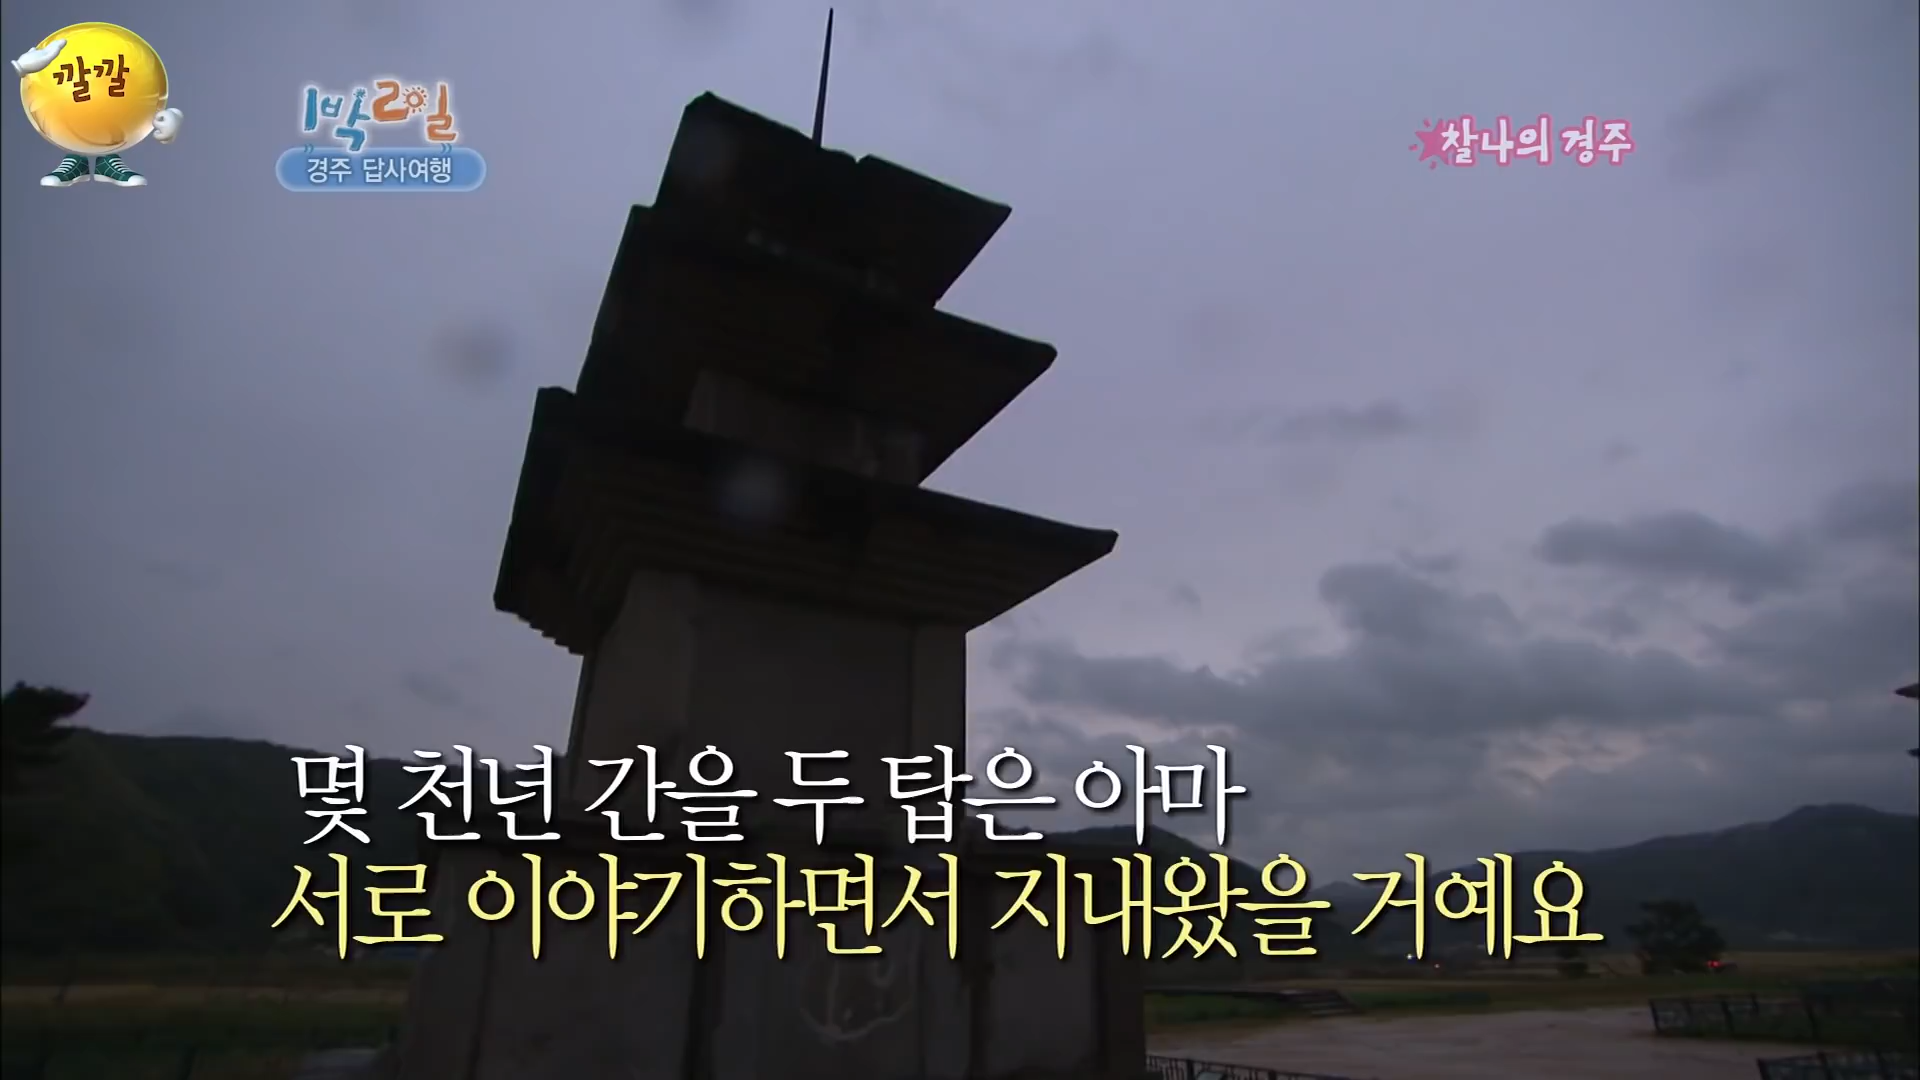 깔깔
1박2일
경주 답사여행
찰나의 경주
몇 천년 간을 두 탑은 아마
서로 이야기하면서 지내왔을 거예요